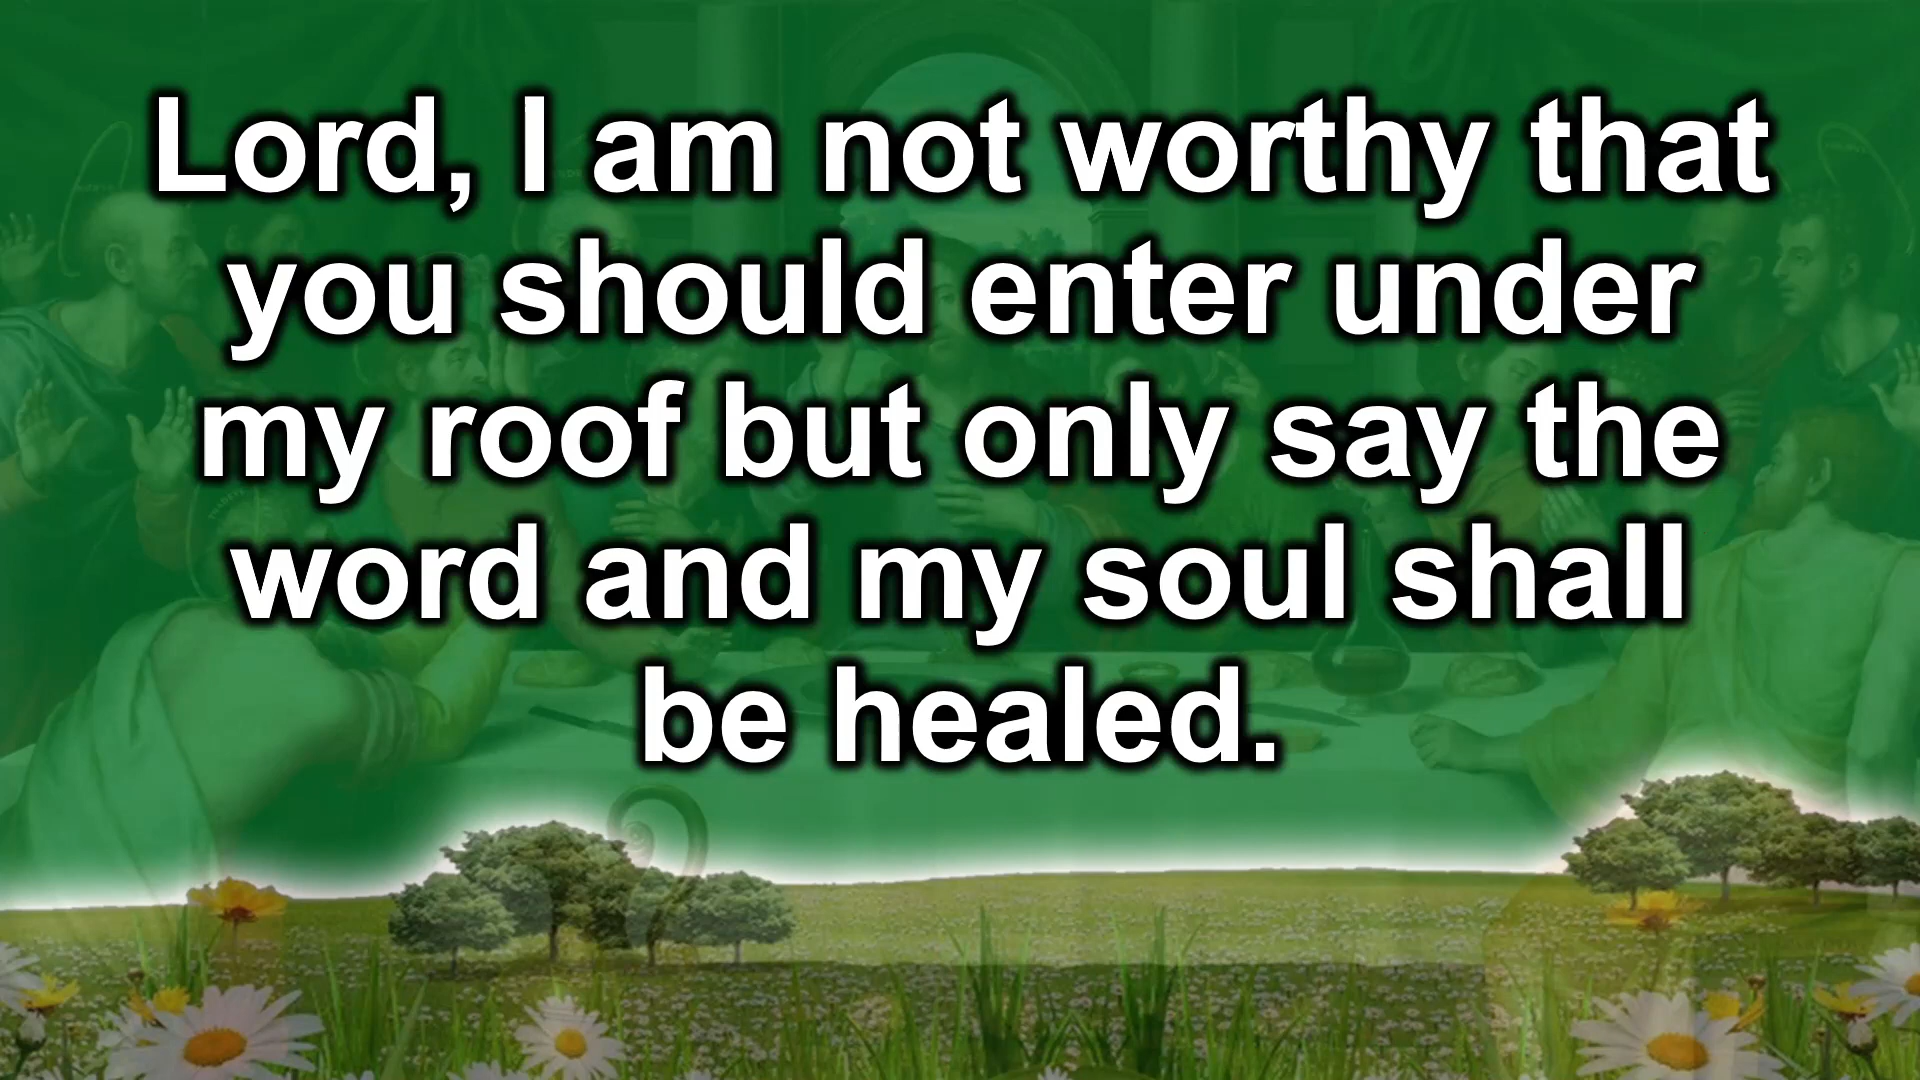 Lord, I am not worthy that
you should enter under
my roof but only say the
word and my soul shall
be healed.